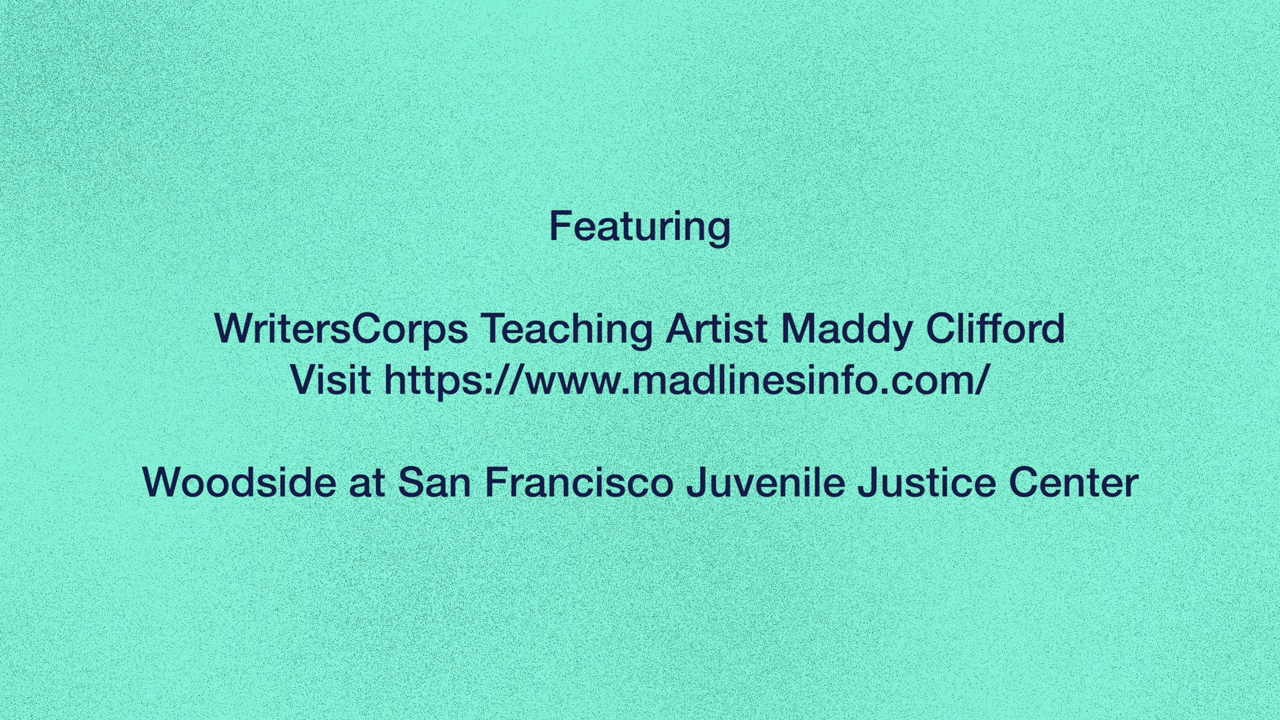 Featuring
WritersCorps Teaching Artist Maddy Clifford
Visit https://www.madlinesinfo.com/
Woodside at San Francisco Juvenile Justice Center